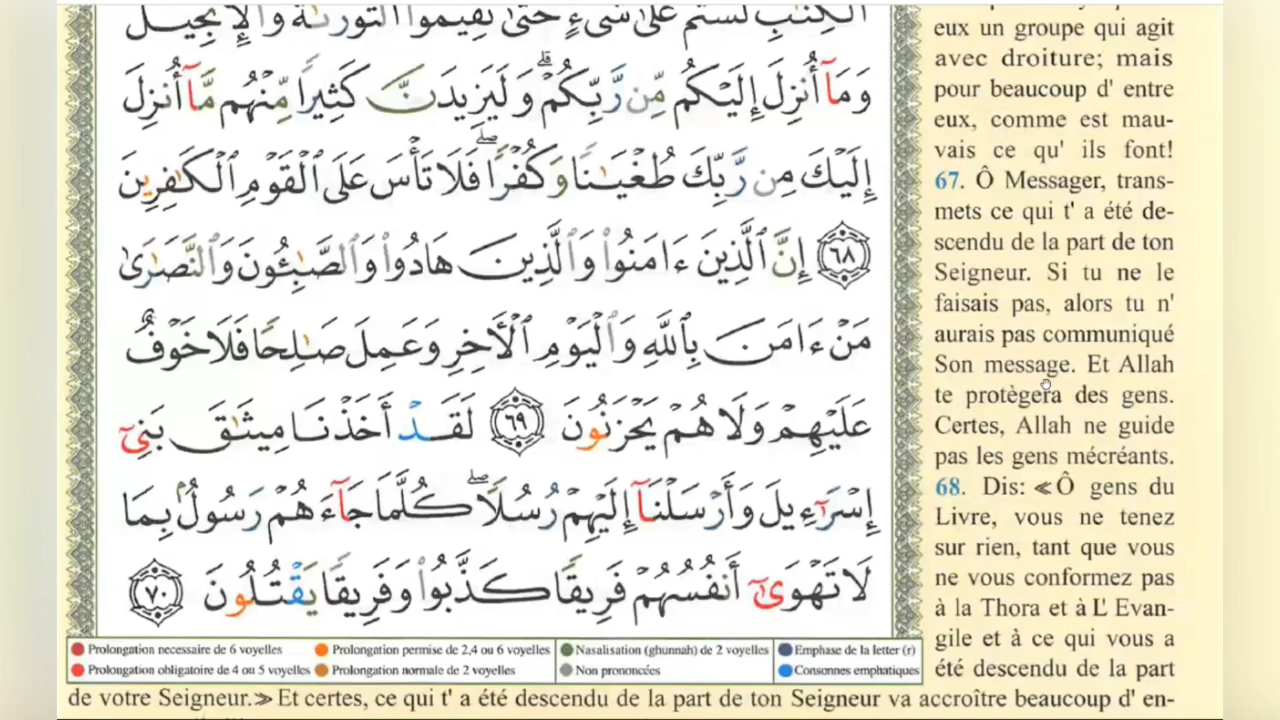 الكِتَٰبِ لَسْتُمْ عَلَىٰ شَىْءٍ حَتَّىٰ تُقِيمُوا۟ التَّوْرَىٰةَ وَالْإِنجِيلَ
وَمَآ أُنزِلَ إِلَيْكُم مِّن رَّبِّكُمْ ۗ وَلَيَزِيدَنَّ كَثِيرًا مِّنْهُم مَّآ أُنزِلَ
إِلَيْكَ مِن رَّبِّكَ طُغْيَٰنًا وَكُفْرًا ۖ فَلَا تَأْسَ عَلَى ٱلْقَوْمِ ٱلْكَٰفِرِينَ
٦٨ إِنَّ ٱلَّذِينَ ءَامَنُوا۟ وَٱلَّذِينَ هَادُوا۟ وَٱلصَّٰبِـُٔونَ وَٱلنَّصَٰرَىٰ
مَنْ ءَامَنَ بِٱللَّهِ وَٱلْيَوْمِ ٱلْـَٔاخِرِ وَعَمِلَ صَٰلِحًا فَلَا خَوْفٌ
عَلَيْهِمْ وَلَا هُمْ يَحْزَنُونَ ٦٩ لَقَدْ أَخَذْنَا مِيثَٰقَ بَنِىٓ
إِسْرَٰٓءِيلَ وَأَرْسَلْنَآ إِلَيْهِمْ رُسُلًا ۖ كُلَّمَا جَآءَهُمْ رَسُولٌۢ بِمَا
لَا تَهْوَىٰٓ أَنفُسُهُمْ فَرِيقًا كَذَّبُوا۟ وَفَرِيقًا يَقْتُلُونَ ٧٠
eux un groupe qui agit
avec droiture; mais
pour beaucoup d' entre
eux, comme est mau-
vais ce qu' ils font!
67. Ô Messager, trans-
mets ce qui t' a été de-
scendu de la part de ton
Seigneur. Si tu ne le
faisais pas, alors tu n'
aurais pas communiqué
Son message. Et Allah
te protègera des gens.
Certes, Allah ne guide
pas les gens mécréants.
68. Dis: ≪Ô gens du
Livre, vous ne tenez
sur rien, tant que vous
ne vous conformez pas
à la Thora et à L' Evan-
gile et à ce qui vous a
été descendu de la part
Prolongation necessaire de 6 voyelles
Prolongation permise de 2,4 ou 6 voyelles
Nasalisation (ghunnah) de 2 voyelles
Emphase de la letter (r)
Prolongation obligatoire de 4 ou 5 voyelles
Prolongation normale de 2 voyelles
Non prononcées
Consonnes emphatiques
de votre Seigneur.≫ Et certes, ce qui t' a été descendu de la part de ton Seigneur va accroître beaucoup d' en-